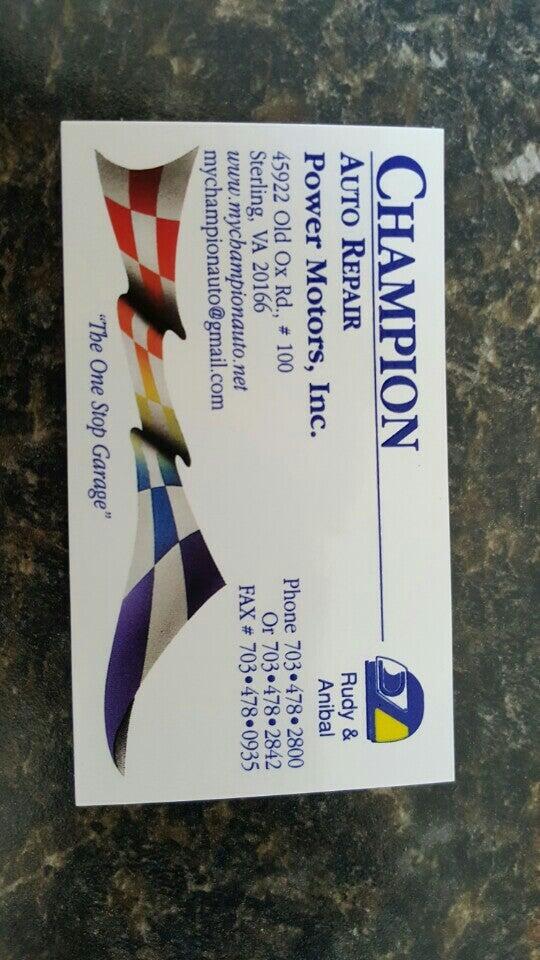 CHAMPION
AUTO REPAIR
Power Motors, Inc.
45922 Old Ox Rd., # 100
Sterling, VA 20166
www.mychampionauto.net
mychampionauto@gmail.com
Rudy &
Anibal
Phone 703•478•2800
Or 703•478•2842
FAX # 703•478•0935
"The One Stop Garage"